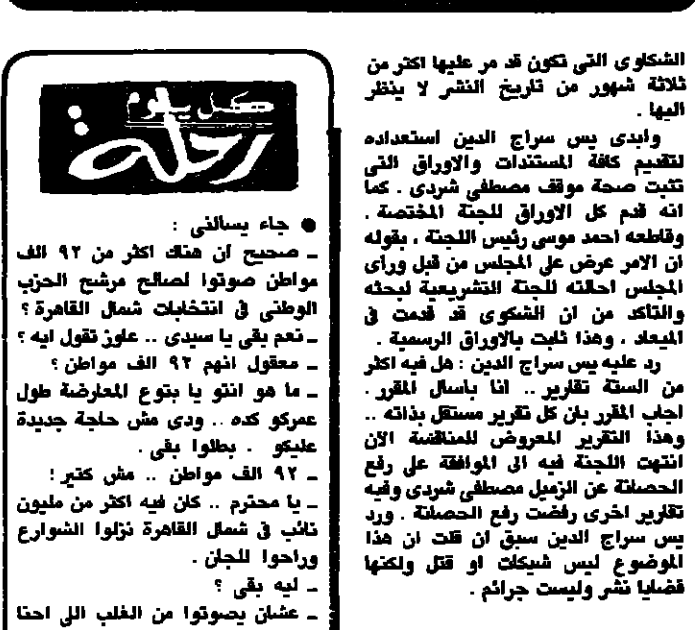 الشكاوى التى تكون قد مر عليها اكثر من
ثلاثة شهور من تاريخ النشر لا ينظر
اليها .
وابدى يس سراج الدين استعداده
لتقديم كافة المستندات والاوراق التى
تثبت صحة موقف مصطفى شردى . كما
انه قدم كل الاوراق للجنة المختصة .
وقاطعه احمد موسى رئيس اللجنة ، بقوله
ان الامر عرض على المجلس من قبل ورأى
المجلس احالته للجنة التشريعية لبحثه
والتاكد من ان الشكوى قد قدمت فى
الميعاد ، وهذا ثابت بالاوراق الرسمية .
رد عليه يس سراج الدين : هل فيه اكثر
من الستة تقارير .. انا باسال المقرر .
اجاب المقرر بان كل تقرير مستقل بذاته ..
وهذا التقرير المعروض للمناقشة الآن
انتهت اللجنة فيه الى الموافقة على رفع
الحصانة عن الزميل مصطفى شردى وفيه
تقارير اخرى رفضت رفع الحصانة . ورد
يس سراج الدين سبق ان قلت ان هذا
الموضوع ليس شيكات او قتل ولكنها
قضايا نشر وليست جرائم .
كل يوم
رحلة
● جاء يسالنى :
ـ صحيح ان هناك اكثر من ٩٢ الف
مواطن صوتوا لصالح مرشح الحزب
الوطنى فى انتخابات شمال القاهرة ؟
ـ نعم بقى يا سيدى .. عاوز تقول ايه ؟
ـ معقول انهم ٩٢ الف مواطن ؟
ـ ما هو انتو يا بتوع المعارضة طول
عمركو كده .. ودى مش حاجة جديدة
عليكو . بطلوا بقى .
ـ ٩٢ الف مواطن .. مش كتير !
ـ يا محترم .. كان فيه اكثر من مليون
نائب فى شمال القاهرة نزلوا الشوارع
وراحوا للجان .
ـ ليه بقى ؟
ـ عشان يصوتوا من الغلب اللى احنا